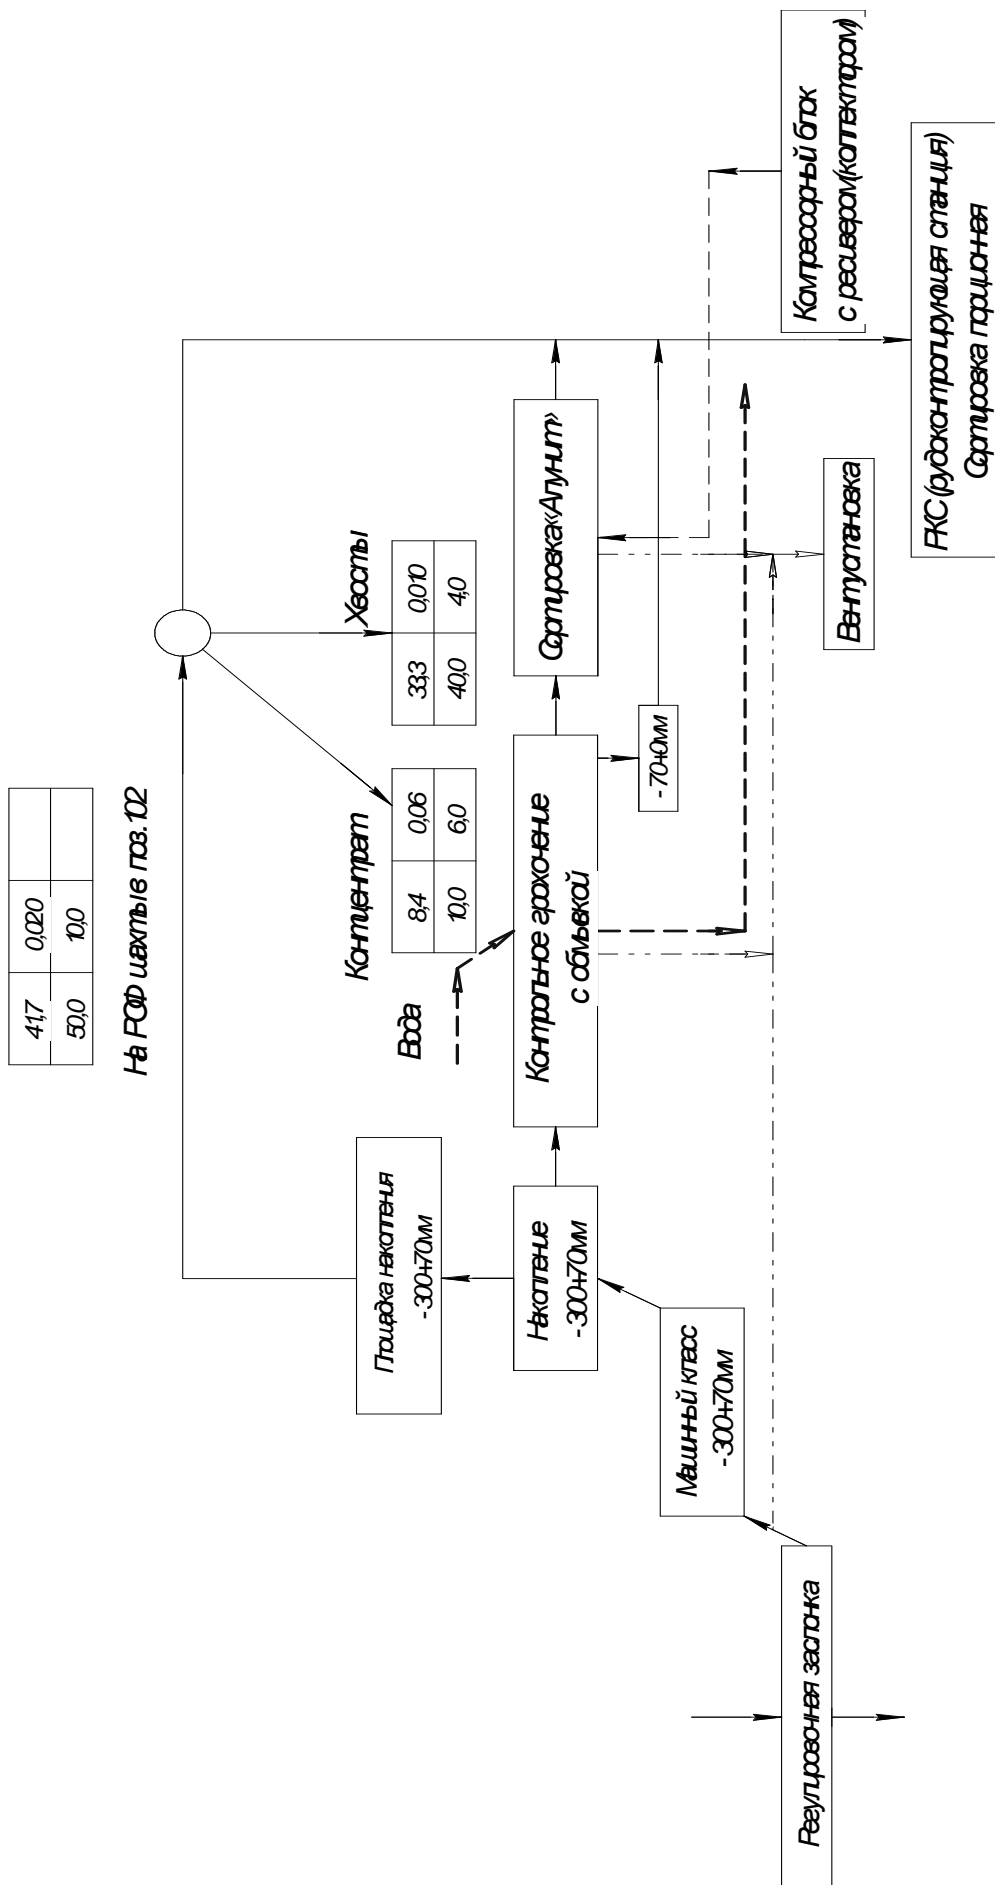 41,7 0,020
50,0 10,0
На РОФ шахты в поз.102
Концентрат
8,4 0,06
10,0 6,0
Хвосты
33,3 0,010
40,0 4,0
Вода
Площадка накопления
-300+70мм
Накопление
-300+70мм
Контрольное грохочение
с обмывкой
Сортировка«Алунит»
-70+0мм
Машинный класс
-300+70мм
Регулировочная заслонка
Вентустановка
Компрессорный блок
с ресивером(коллектором)
РКС(рудоконтролирующая станция)
Сортировка порционная